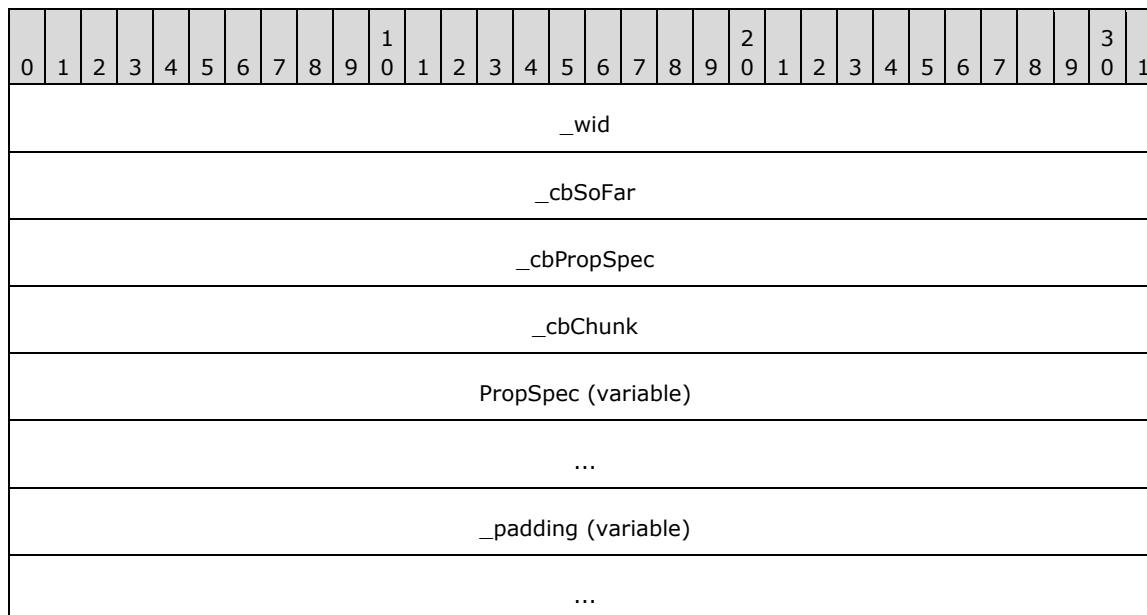 1 2 3
0 1 2 3 4 5 6 7 8 9 0 1 2 3 4 5 6 7 8 9 0 1 2 3 4 5 6 7 8 9 0 1
_wid
_cbSoFar
_cbPropSpec
_cbChunk
PropSpec (variable)
...
_padding (variable)
...